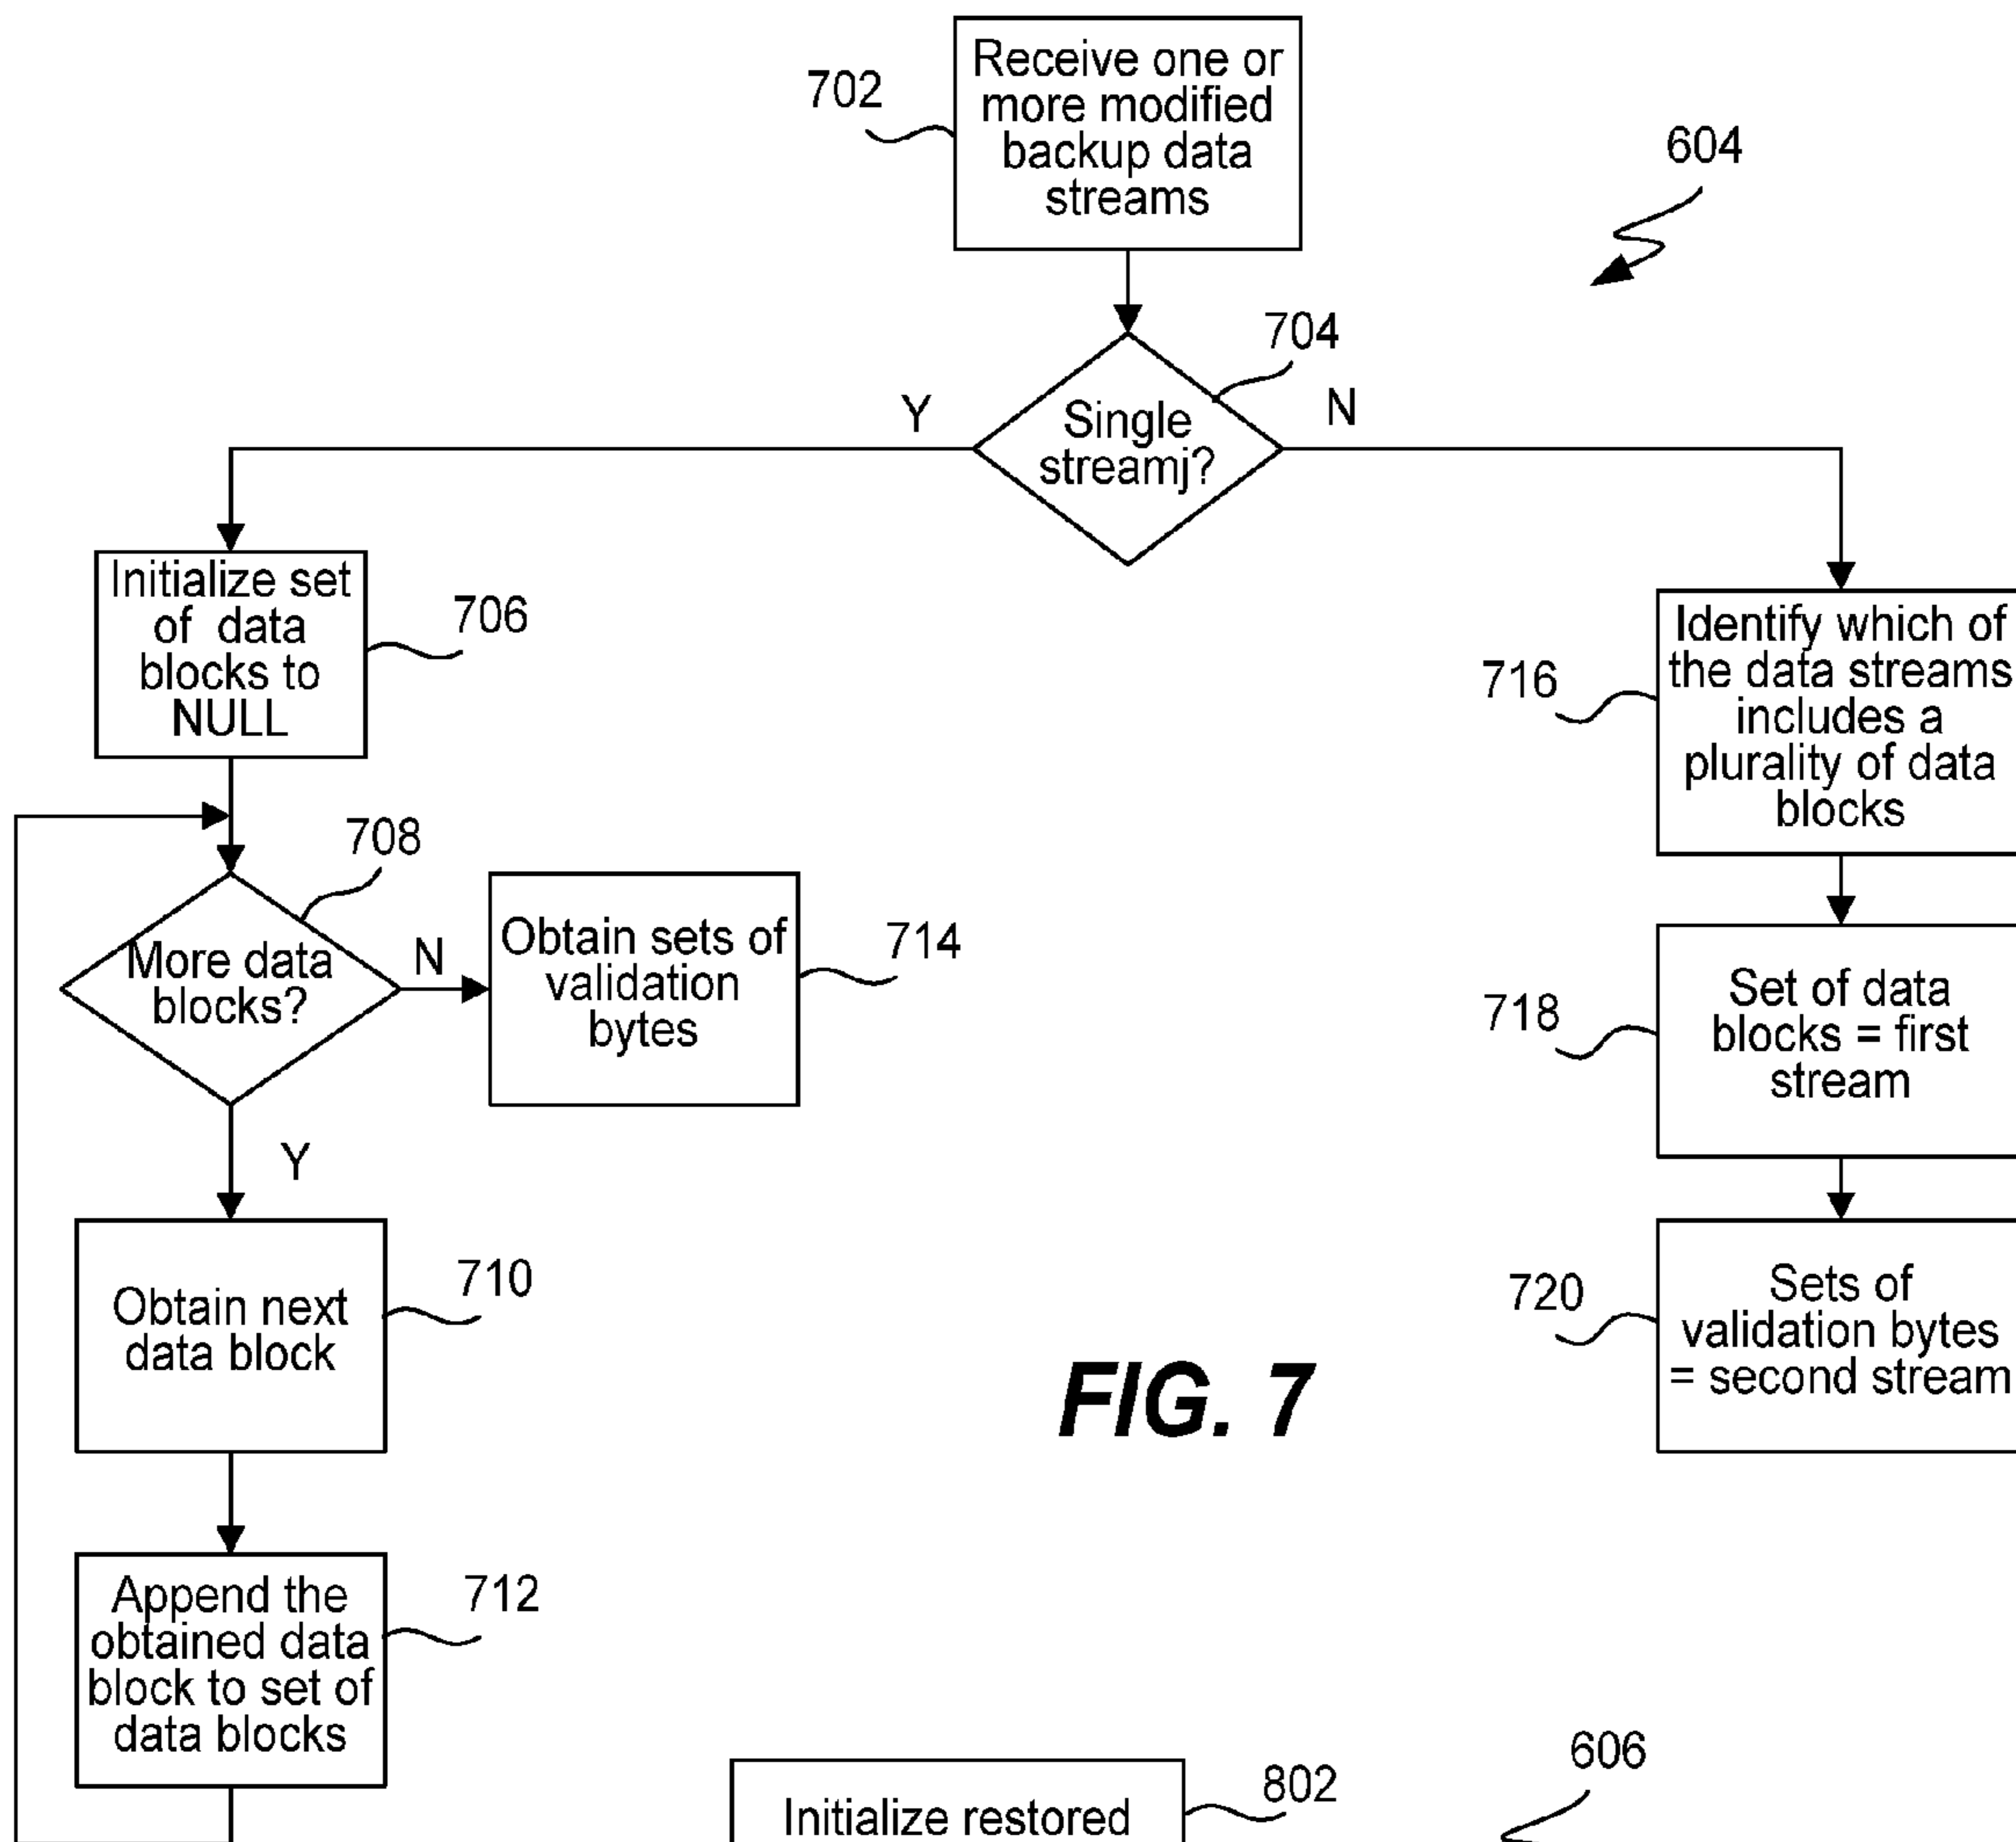 Receive one or
more modified
backup data
streams
702
604
704
Single
streamj?
Y
N
Initialize set
of data
blocks to
NULL
706
Identify which of
the data streams
includes a
plurality of data
blocks
716
708
More data
blocks?
N
Obtain sets of
validation
bytes
714
Set of data
blocks = first
stream
718
Y
Obtain next
data block
710
Sets of
validation bytes
= second stream
720
FIG. 7
Append the
obtained data
block to set of
data blocks
712
Initialize restored
802
606